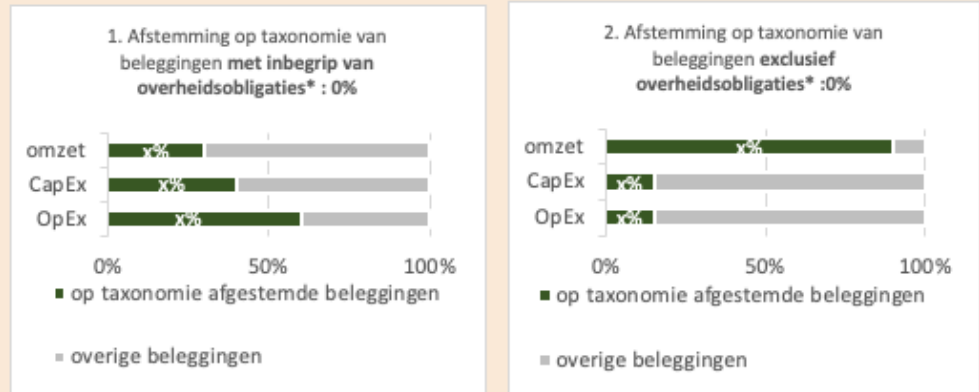 1. Afstemming op taxonomie van
beleggingen met inbegrip van
overheidsobligaties* : 0%
omzet
x%
CapEx
x%
OpEx
x%
0%
50%
100%
op taxonomie afgestemde beleggingen
overige beleggingen
2. Afstemming op taxonomie van
beleggingen exclusief
overheidsobligaties* :0%
omzet
x%
CapEx
x%
OpEx
x%
0%
50%
100%
op taxonomie afgestemde beleggingen
overige beleggingen